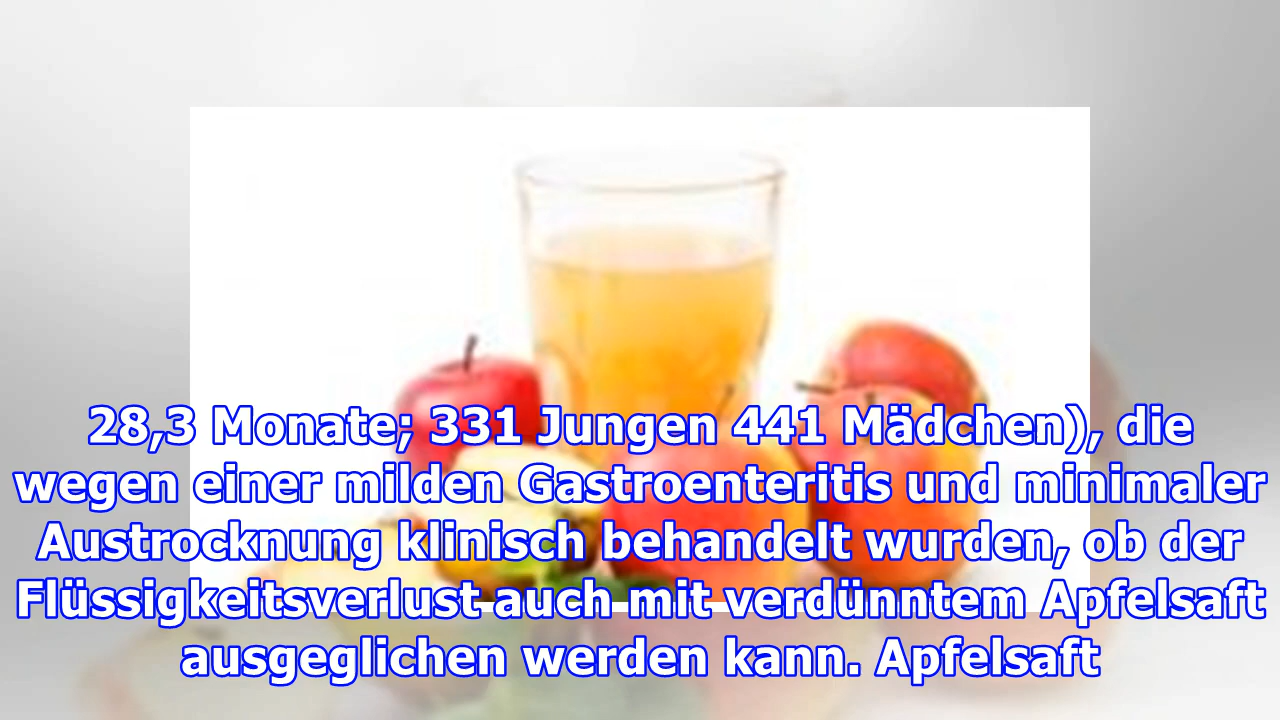 28,3 Monate; 331 Jungen 441 Mädchen), die
wegen einer milden Gastroenteritis und minimaler
Austrocknung klinisch behandelt wurden, ob der
Flüssigkeitsverlust auch mit verdünntem Apfelsaft
ausgeglichen werden kann. Apfelsaft